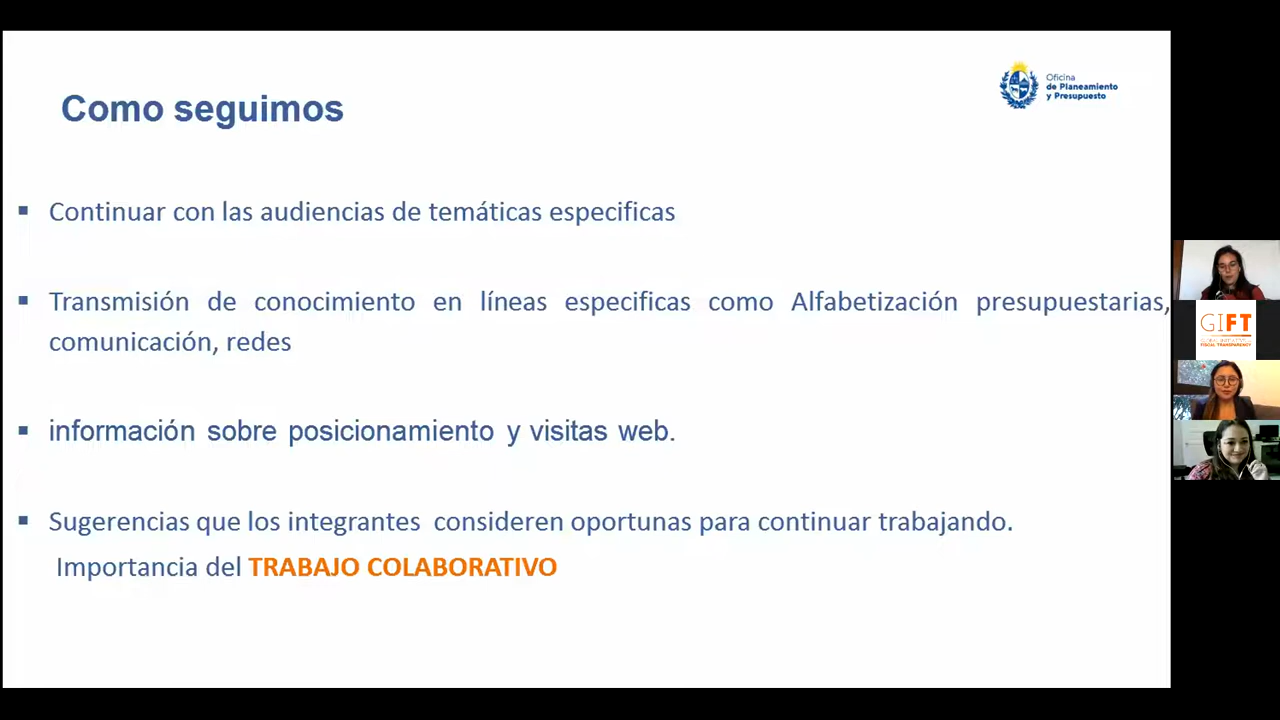 Como seguimos
Oficina
de Planeamiento
y Presupuesto
▪ Continuar con las audiencias de temáticas especificas
▪ Transmisión de conocimiento en líneas especificas como Alfabetización presupuestarias,
comunicación, redes
▪ información sobre posicionamiento y visitas web.
▪ Sugerencias que los integrantes consideren oportunas para continuar trabajando.
Importancia del TRABAJO COLABORATIVO
GIFT
FISCAL TRANSPARENCY